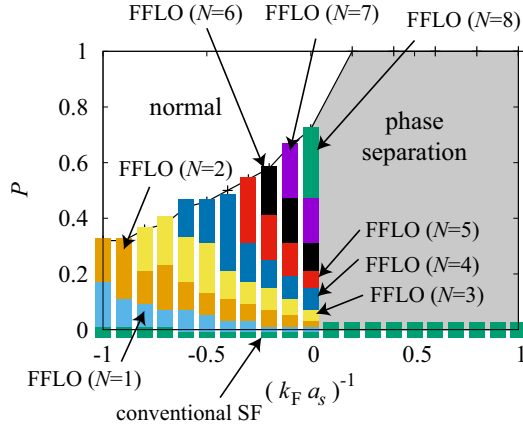 FFLO (N=6) FFLO (N=7) FFLO (N=8)
1
normal
phase
separation
0.8
FFLO (N=2)
0.6
P
0.4
FFLO (N=5)
0.2
FFLO (N=4)
FFLO (N=3)
0
-1 -0.5 0 0.5 1
FFLO (N=1)
( k_F a_s )^-1
conventional SF